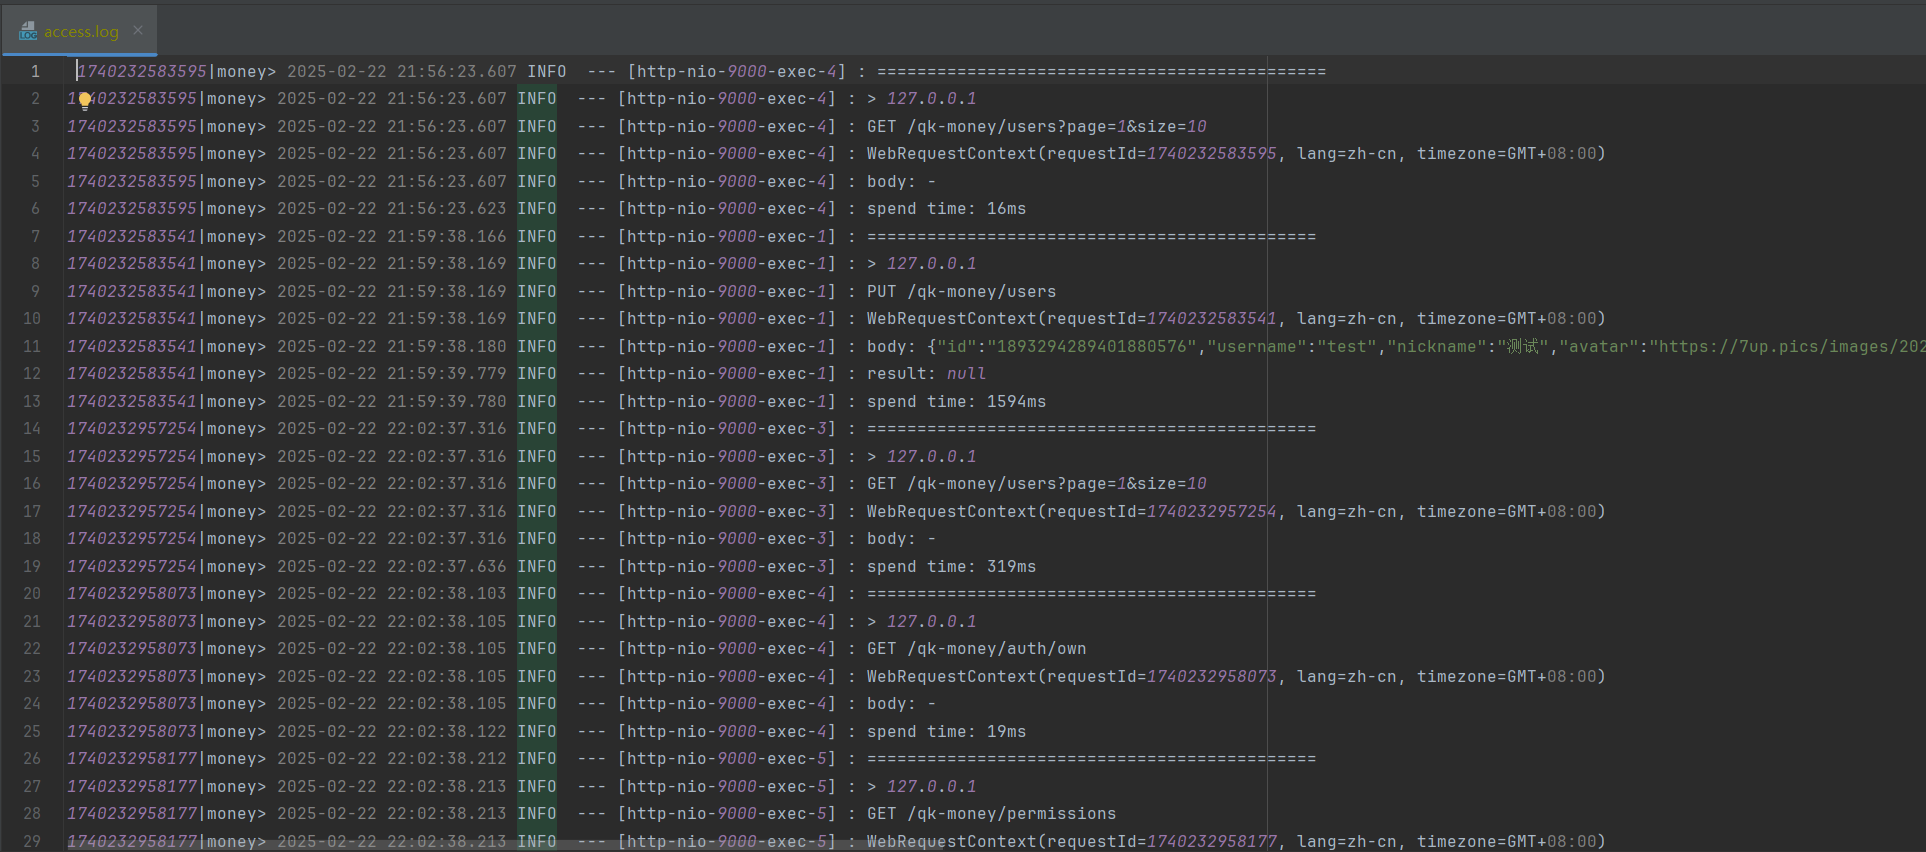 LOG access.log
1 1740232583595|money> 2025-02-22 21:56:23.607 INFO --- [http-nio-9000-exec-4] : =============================================
2 1740232583595|money> 2025-02-22 21:56:23.607 INFO --- [http-nio-9000-exec-4] : > 127.0.0.1
3 1740232583595|money> 2025-02-22 21:56:23.607 INFO --- [http-nio-9000-exec-4] : GET /qk-money/users?page=1&size=10
4 1740232583595|money> 2025-02-22 21:56:23.607 INFO --- [http-nio-9000-exec-4] : WebRequestContext(requestId=1740232583595, lang=zh-cn, timezone=GMT+08:00)
5 1740232583595|money> 2025-02-22 21:56:23.607 INFO --- [http-nio-9000-exec-4] : body: -
6 1740232583595|money> 2025-02-22 21:56:23.623 INFO --- [http-nio-9000-exec-4] : spend time: 16ms
7 1740232583541|money> 2025-02-22 21:59:38.166 INFO --- [http-nio-9000-exec-1] : =============================================
8 1740232583541|money> 2025-02-22 21:59:38.169 INFO --- [http-nio-9000-exec-1] : > 127.0.0.1
9 1740232583541|money> 2025-02-22 21:59:38.169 INFO --- [http-nio-9000-exec-1] : PUT /qk-money/users
10 1740232583541|money> 2025-02-22 21:59:38.169 INFO --- [http-nio-9000-exec-1] : WebRequestContext(requestId=1740232583541, lang=zh-cn, timezone=GMT+08:00)
11 1740232583541|money> 2025-02-22 21:59:38.180 INFO --- [http-nio-9000-exec-1] : body: {"id":"1893294289401880576","username":"test","nickname":"测试","avatar":"https://7up.pics/images/202
12 1740232583541|money> 2025-02-22 21:59:39.779 INFO --- [http-nio-9000-exec-1] : result: null
13 1740232583541|money> 2025-02-22 21:59:39.780 INFO --- [http-nio-9000-exec-1] : spend time: 1594ms
14 1740232957254|money> 2025-02-22 22:02:37.316 INFO --- [http-nio-9000-exec-3] : =============================================
15 1740232957254|money> 2025-02-22 22:02:37.316 INFO --- [http-nio-9000-exec-3] : > 127.0.0.1
16 1740232957254|money> 2025-02-22 22:02:37.316 INFO --- [http-nio-9000-exec-3] : GET /qk-money/users?page=1&size=10
17 1740232957254|money> 2025-02-22 22:02:37.316 INFO --- [http-nio-9000-exec-3] : WebRequestContext(requestId=1740232957254, lang=zh-cn, timezone=GMT+08:00)
18 1740232957254|money> 2025-02-22 22:02:37.316 INFO --- [http-nio-9000-exec-3] : body: -
19 1740232957254|money> 2025-02-22 22:02:37.636 INFO --- [http-nio-9000-exec-3] : spend time: 319ms
20 1740232958073|money> 2025-02-22 22:02:38.103 INFO --- [http-nio-9000-exec-4] : =============================================
21 1740232958073|money> 2025-02-22 22:02:38.105 INFO --- [http-nio-9000-exec-4] : > 127.0.0.1
22 1740232958073|money> 2025-02-22 22:02:38.105 INFO --- [http-nio-9000-exec-4] : GET /qk-money/auth/own
23 1740232958073|money> 2025-02-22 22:02:38.105 INFO --- [http-nio-9000-exec-4] : WebRequestContext(requestId=1740232958073, lang=zh-cn, timezone=GMT+08:00)
24 1740232958073|money> 2025-02-22 22:02:38.105 INFO --- [http-nio-9000-exec-4] : body: -
25 1740232958073|money> 2025-02-22 22:02:38.122 INFO --- [http-nio-9000-exec-4] : spend time: 19ms
26 1740232958177|money> 2025-02-22 22:02:38.212 INFO --- [http-nio-9000-exec-5] : =============================================
27 1740232958177|money> 2025-02-22 22:02:38.213 INFO --- [http-nio-9000-exec-5] : > 127.0.0.1
28 1740232958177|money> 2025-02-22 22:02:38.213 INFO --- [http-nio-9000-exec-5] : GET /qk-money/permissions
29 1740232958177|money> 2025-02-22 22:02:38.213 INFO --- [http-nio-9000-exec-5] : WebRequestContext(requestId=1740232958177, lang=zh-cn, timezone=GMT+08:00)